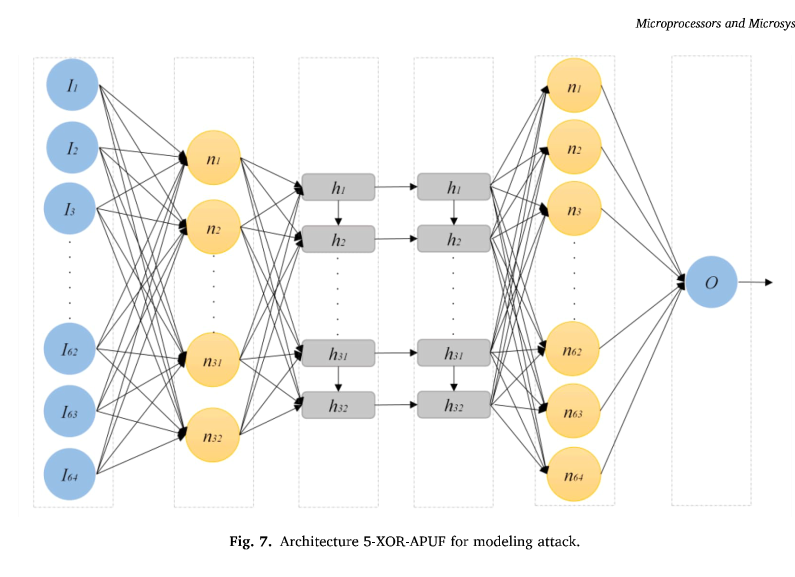 Microprocessors and Microsys
I1 n1
I2 n1 n2
I3 h1 h1 n3
n2 h2 h2
O
I62 n31 h31 h31 n62
I63 n32 h32 h32 n63
I64 n64
Fig. 7. Architecture 5-XOR-APUF for modeling attack.